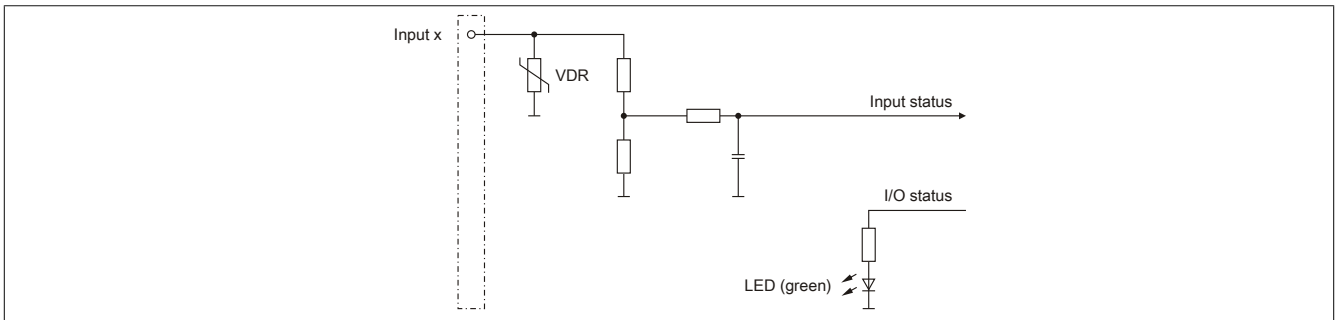 Input x
VDR
Input status
I/O status
LED (green)